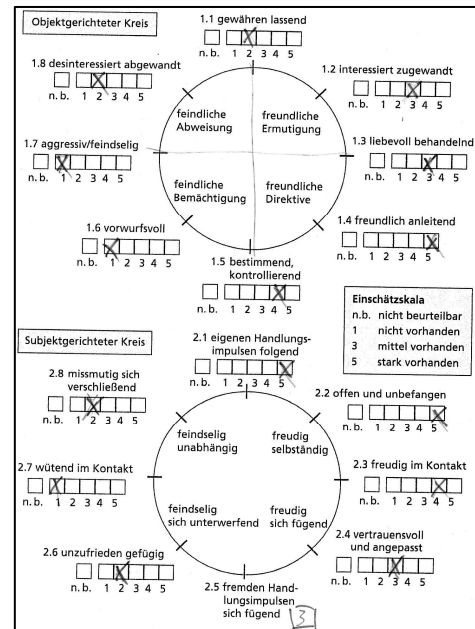 Objektgerichteter Kreis
1.1 gewähren lassend
n.b. 1 2 3 4 5
1.8 desinteressiert abgewandt
n.b. 1 2 3 4 5
1.2 interessiert zugewandt
n.b. 1 2 3 4 5
feindliche
Abweisung
freundliche
Ermutigung
1.7 aggressiv/feindselig
n.b. 1 2 3 4 5
1.3 liebevoll behandelnd
n.b. 1 2 3 4 5
feindliche
Bemächtigung
freundliche
Direktive
1.6 vorwurfsvoll
n.b. 1 2 3 4 5
1.4 freundlich anleitend
n.b. 1 2 3 4 5
1.5 bestimmend,
kontrollierend
n.b. 1 2 3 4 5
Einschätzskala
n.b. nicht beurteilbar
1 nicht vorhanden
3 mittel vorhanden
5 stark vorhanden
Subjektgerichteter Kreis
2.1 eigenen Handlungs-
impulsen folgend
n.b. 1 2 3 4 5
2.8 missmutig sich
verschließend
n.b. 1 2 3 4 5
2.2 offen und unbefangen
n.b. 1 2 3 4 5
feindselig
unabhängig
freudig
selbständig
2.7 wütend im Kontakt
n.b. 1 2 3 4 5
2.3 freudig im Kontakt
n.b. 1 2 3 4 5
feindselig
sich unterwerfend
freudig
sich fügend
2.6 unzufrieden gefügig
n.b. 1 2 3 4 5
2.4 vertrauensvoll
und angepasst
n.b. 1 2 3 4 5
2.5 fremden Hand-
lungsimpulsen
sich fügend 3